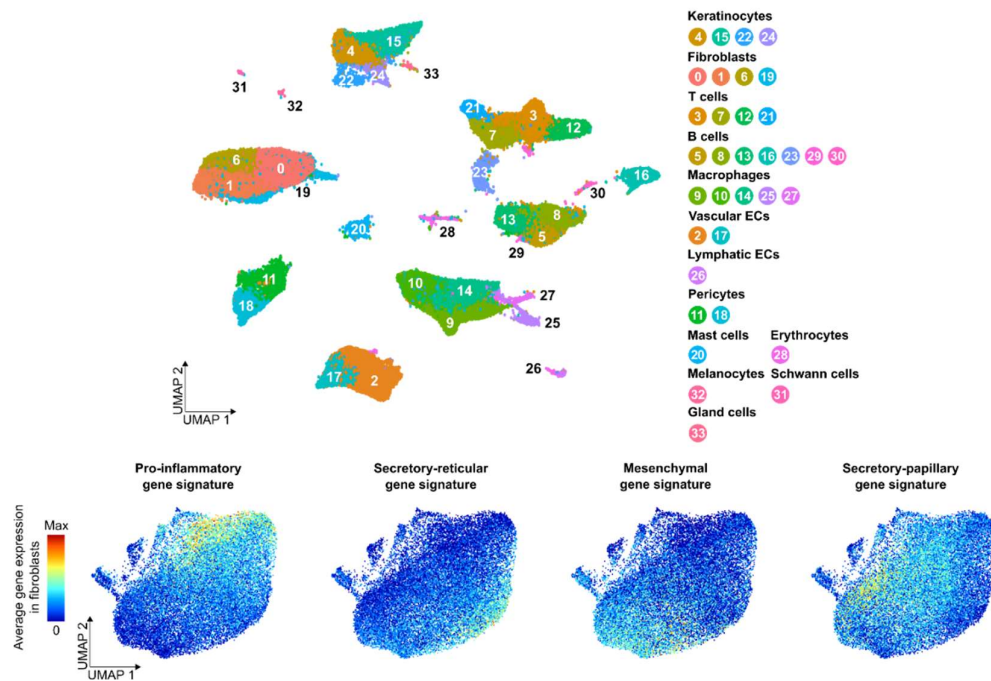 Keratinocytes
4 15 22 24
Fibroblasts
0 1 6 19
T cells
3 7 12 21
B cells
5 8 13 16 23 29 30
Macrophages
9 10 14 25 27
Vascular ECs
2 17
Lymphatic ECs
26
Pericytes
11 18
Mast cells Erythrocytes
20 28
Melanocytes Schwann cells
32 31
Gland cells
33
15
4
33
22 24
31
32
21
3
7
12
6
0
1
19
23
16
30
20
28
13
8
5
29
11
18
10
14
27
9
25
17
2
26
UMAP 2
UMAP 1
Pro-inflammatory
gene signature
Secretory-reticular
gene signature
Mesenchymal
gene signature
Secretory-papillary
gene signature
Average gene expression
in fibroblasts
Max
0
UMAP 2
UMAP 1